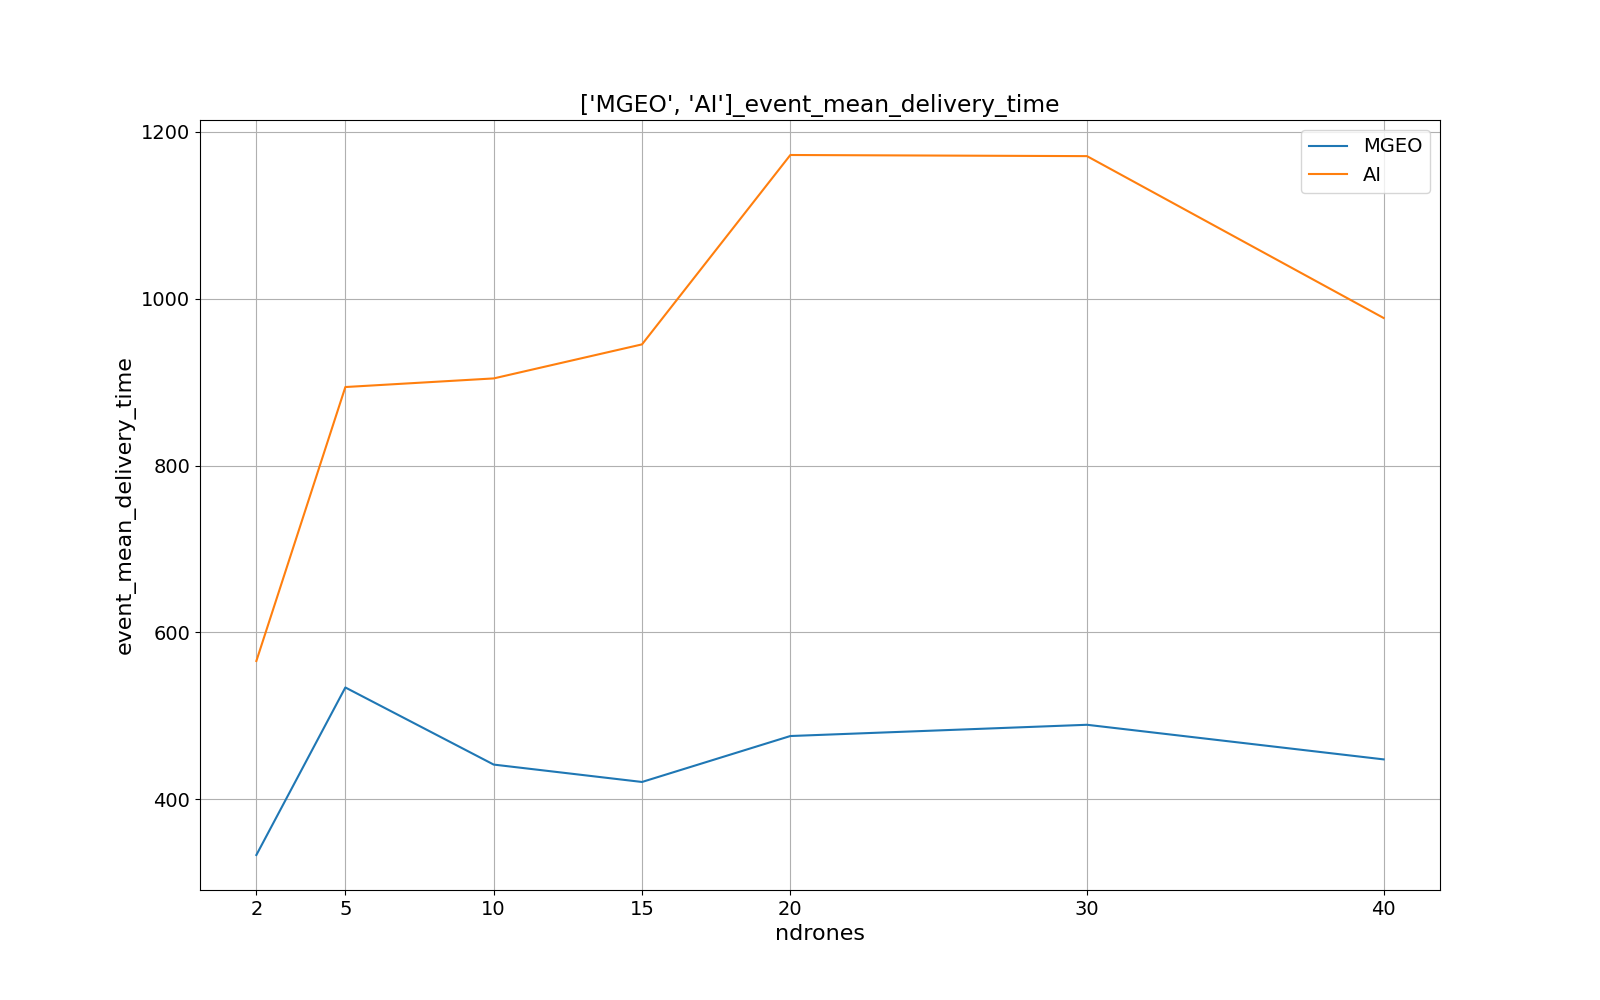 ['MGEO', 'AI']_event_mean_delivery_time
MGEO
AI
event_mean_delivery_time
1200
1000
800
600
400
2 5 10 15 20 30 40
ndrones